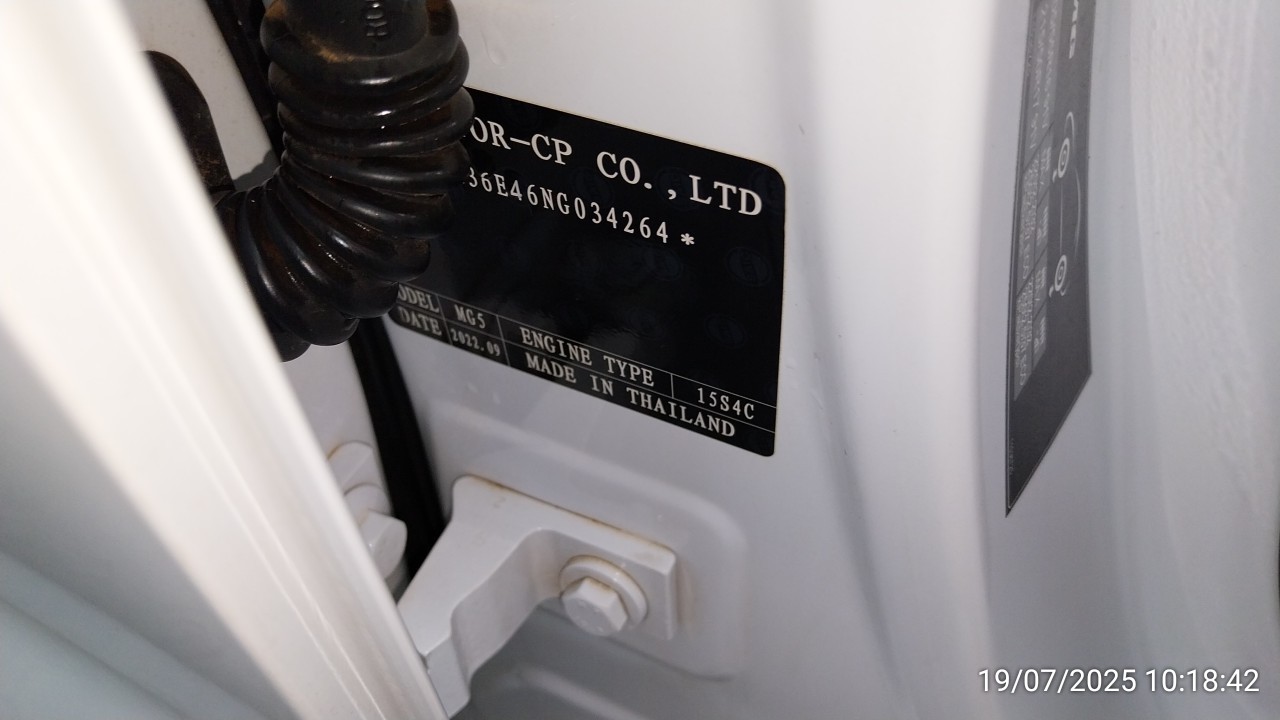 OR-CP CO.,LTD
36E46NG034264*
ODEL MG5 ENGINE TYPE 15S4C
DATE 2022.09 MADE IN THAILAND
19/07/2025 10:18:42